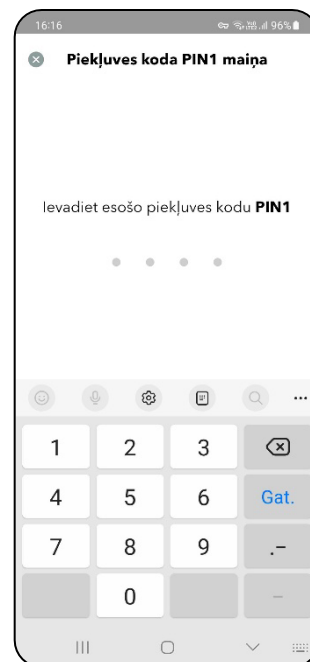 16:16 96%
Piekļuves koda PIN1 maiņa
Ievadiet esošo piekļuves kodu PIN1
1 2 3
4 5 6 Gat.
7 8 9 .-
0 _